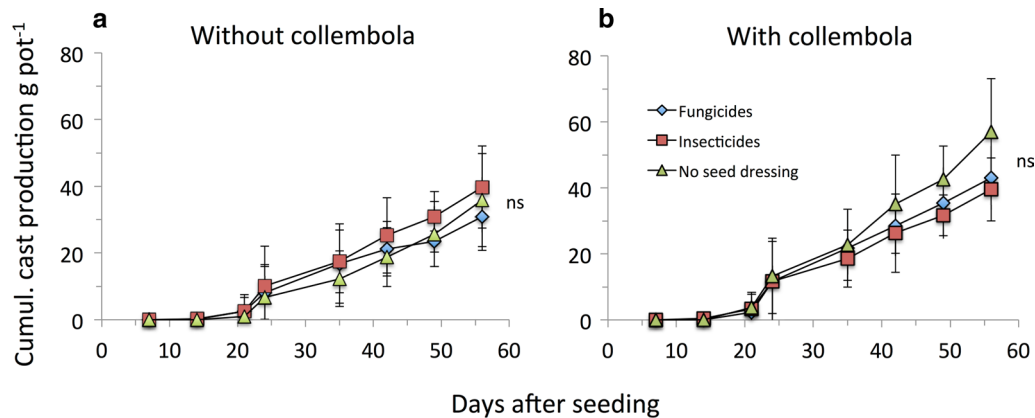 a
Without collembola
b
With collembola
Cumul. cast production g pot-1
80
60
40
20
0
0 10 20 30 40 50 60
ns
80
60
40
20
0
0 10 20 30 40 50 60
Fungicides
Insecticides
No seed dressing
ns
Days after seeding